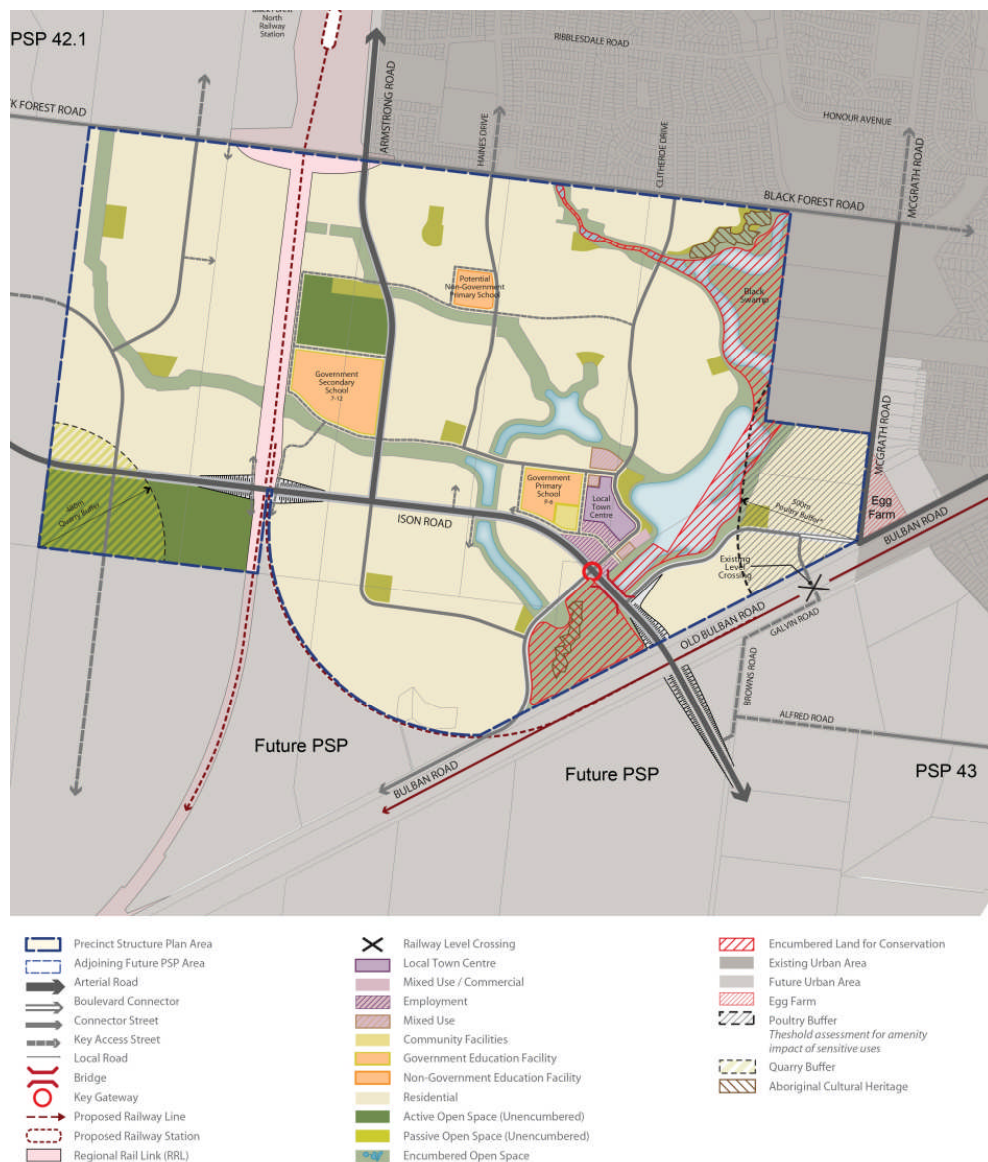 North
Railway
Station
PSP 42.1
RIBBLESDALE ROAD
ARMSTRONG ROAD
HAINES DRIVE
CLITHEROE DRIVE
HONOUR AVENUE
MCGRATH ROAD
K FOREST ROAD
BLACK FOREST ROAD
Potential
Non-Government
Primary School
Black
Swamp
Government
Secondary
School
7-12
Government
Primary
School
P-6
Local
Town
Centre
MCGRATH ROAD
Egg
Farm
Quarry Buffer
500m
Poultry Buffer*
ISON ROAD
BULBAN ROAD
Existing
Level
Crossing
OLD BULBAN ROAD
GALVIN ROAD
BROWNS ROAD
ALFRED ROAD
Future PSP
BULBAN ROAD
Future PSP
PSP 43
Precinct Structure Plan Area
Adjoining Future PSP Area
Arterial Road
Boulevard Connector
Connector Street
Key Access Street
Local Road
Bridge
Key Gateway
Proposed Railway Line
Proposed Railway Station
Regional Rail Link (RRL)
Railway Level Crossing
Local Town Centre
Mixed Use / Commercial
Employment
Mixed Use
Community Facilities
Government Education Facility
Non-Government Education Facility
Residential
Active Open Space (Unencumbered)
Passive Open Space (Unencumbered)
Encumbered Open Space
Encumbered Land for Conservation
Existing Urban Area
Future Urban Area
Egg Farm
Poultry Buffer
Theshold assessment for amenity
impact of sensitive uses
Quarry Buffer
Aboriginal Cultural Heritage